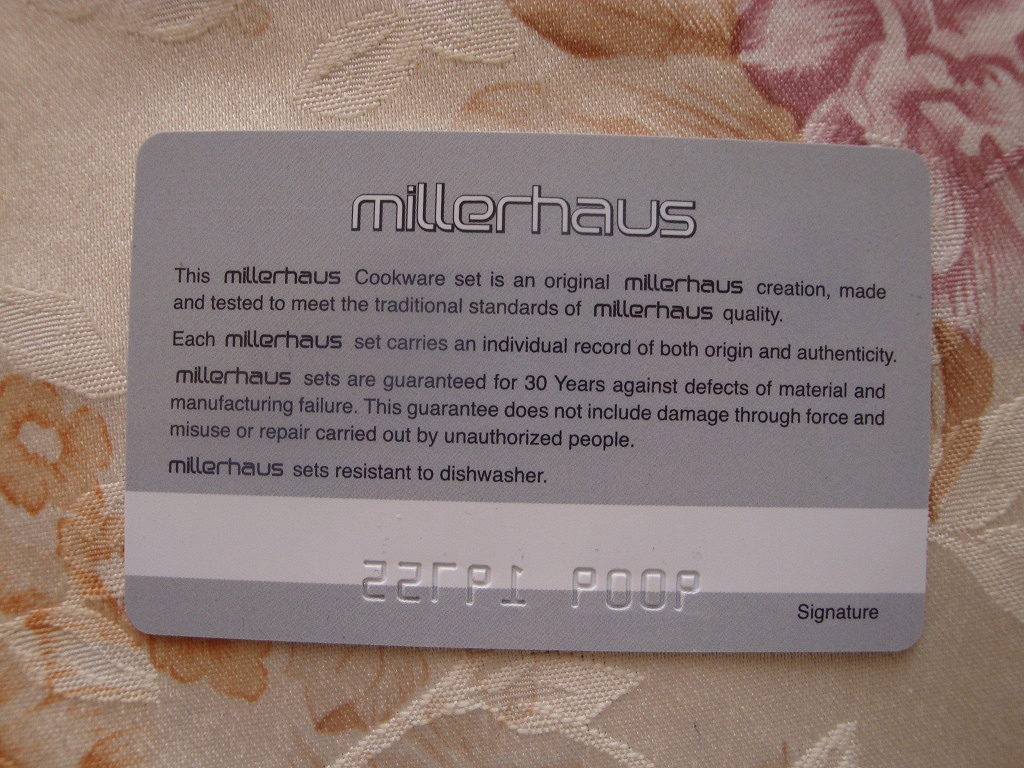 millerhaus
This millerhaus Cookware set is an original millerhaus creation, made
and tested to meet the traditional standards of millerhaus quality.
Each millerhaus set carries an individual record of both origin and authenticity.
millerhaus sets are guaranteed for 30 Years against defects of material and
manufacturing failure. This guarantee does not include damage through force and
misuse or repair carried out by unauthorized people.
millerhaus sets resistant to dishwasher.
9009 19755
Signature